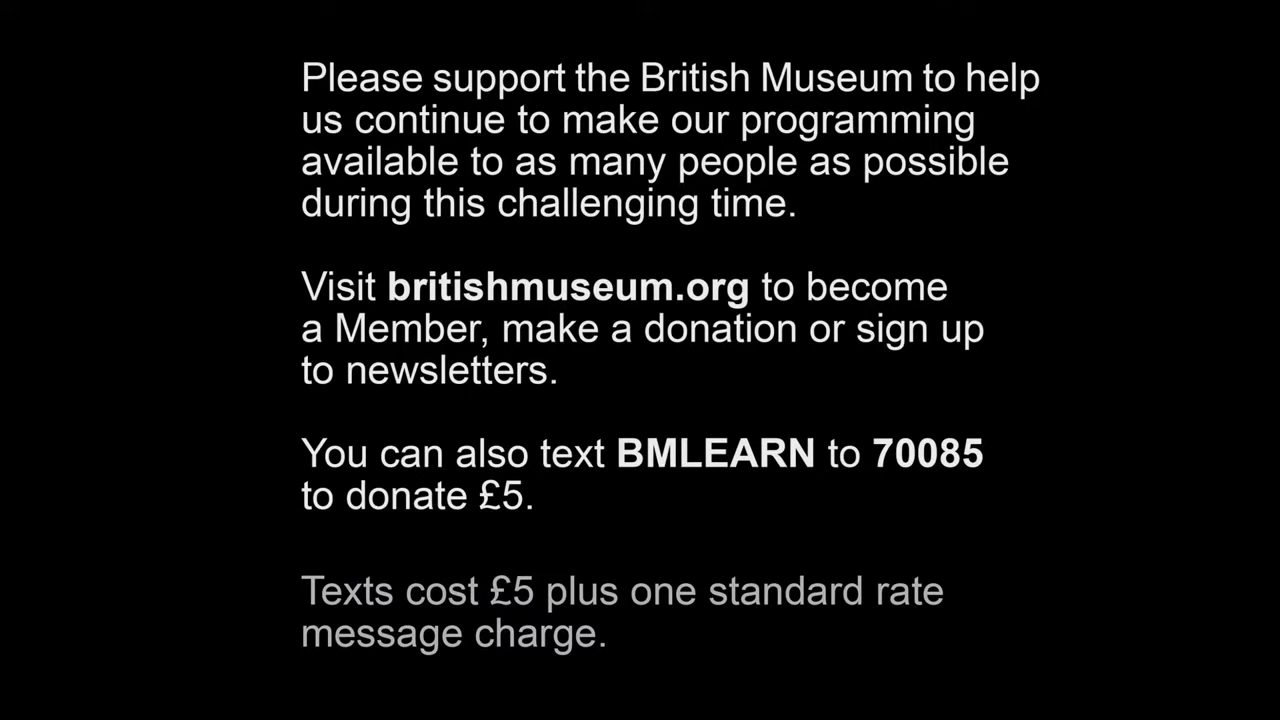 Please support the British Museum to help
us continue to make our programming
available to as many people as possible
during this challenging time.
Visit britishmuseum.org to become
a Member, make a donation or sign up
to newsletters.
You can also text BMLEARN to 70085
to donate £5.
Texts cost £5 plus one standard rate
message charge.